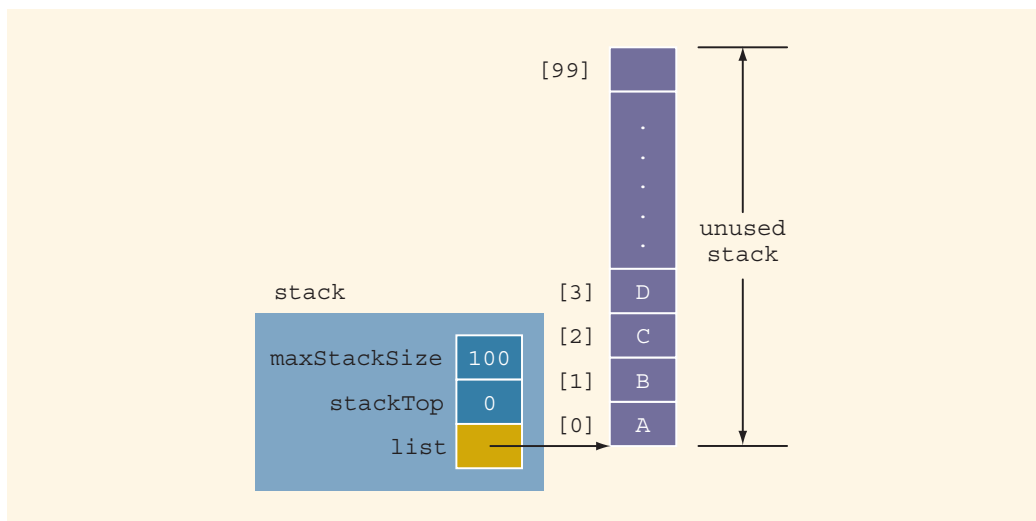 [99]
.
.
.
.
.
unused
stack
stack
[3] D
[2] C
maxStackSize 100
[1] B
stackTop 0
[0] A
list